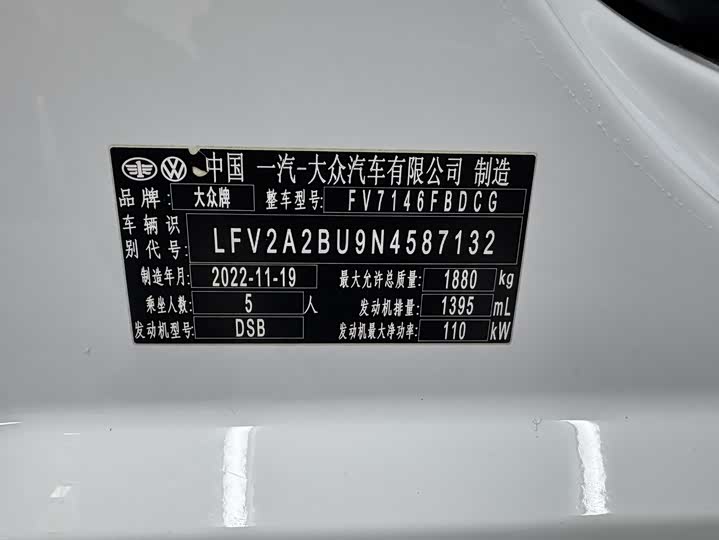 中国 一汽-大众汽车有限公司 制造
品牌: 大众牌 整车型号: FV7146FBDCG
车辆识别代号: LFV2A2BU9N4587132
制造年月: 2022-11-19 最大允许总质量: 1880 kg
乘坐人数: 5 人 发动机排量: 1395 mL
发动机型号: DSB 发动机最大净功率: 110 kW